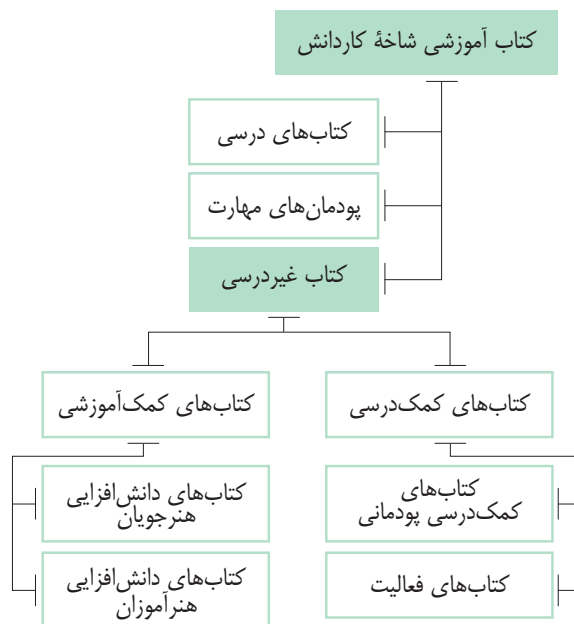 کتاب آموزشی شاخهٔ کاردانش
کتاب‌های درسی
پودمان‌های مهارت
کتاب غیردرسی
کتاب‌های کمک‌درسی
کتاب‌های کمک‌آموزشی
کتاب‌های
کمک‌درسی پودمانی
کتاب‌های دانش‌افزایی
هنرجویان
کتاب‌های فعالیت
کتاب‌های دانش‌افزایی
هنرآموزان